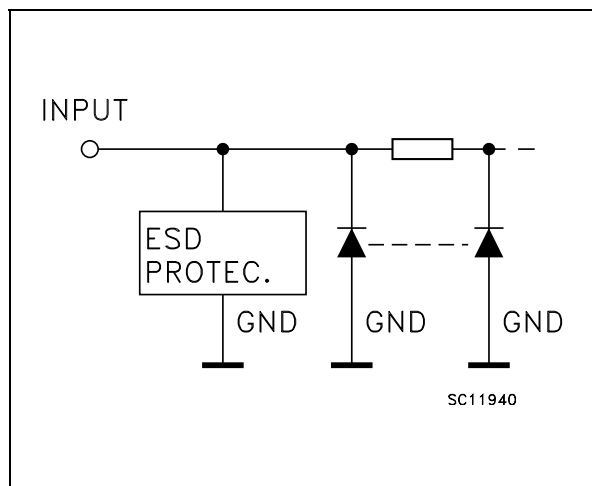 INPUT
ESD
PROTEC.
GND
GND
GND
SC11940